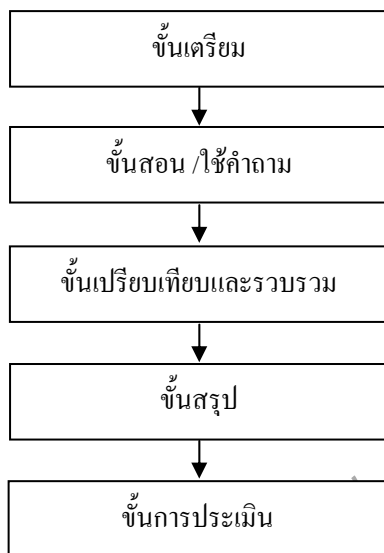 ขั้นเตรียม
ขั้นสอน /ใช้คำถาม
ขั้นเปรียบเทียบและรวบรวม
ขั้นสรุป
ขั้นการประเมิน